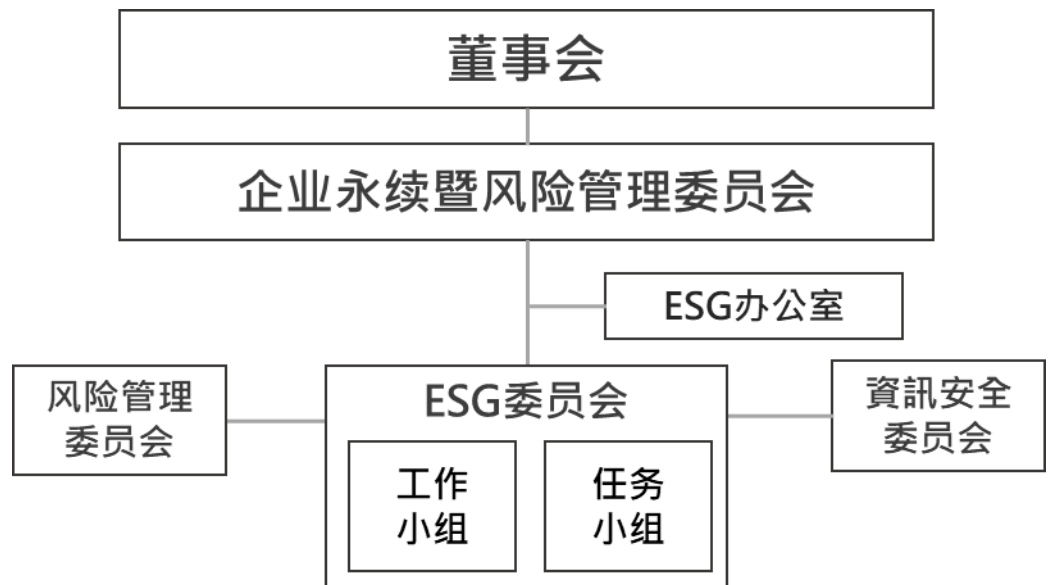 董事会
企业永续暨风险管理委员会
ESG办公室
风险管理
委员会
ESG委员会
資訊安全
委员会
工作
小组
任务
小组